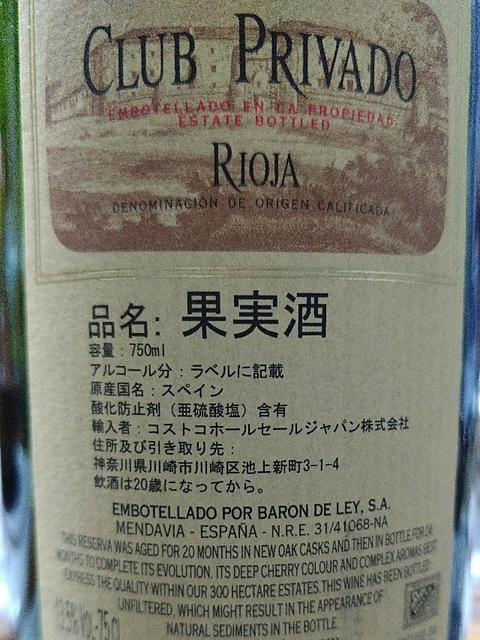 CLUB PRIVADO
EMBOTELLADO EN LA PROPIEDAD
ESTATE BOTTLED
RIOJA
DENOMINACIÓN DE ORIGEN CALIFICADA
品名: 果実酒
容量：750ml
アルコール分：ラベルに記載
原産国名：スペイン
酸化防止剤（亜硫酸塩）含有
輸入者：コストコホールセールジャパン株式会社
住所及び引き取り先：
神奈川県川崎市川崎区池上新町3-1-4
飲酒は20歳になってから。
EMBOTELLADO POR BARON DE LEY, S.A.
MENDAVIA - ESPAÑA - N.R.E. 31/41068-NA
THIS RESERVA WAS AGED FOR 20 MONTHS IN NEW OAK CASKS AND THEN IN BOTTLE FOR 24
MONTHS TO COMPLETE ITS EVOLUTION. ITS DEEP CHERRY COLOUR AND COMPLEX AROMAS BEST
EXPRESS THE QUALITY WITHIN OUR 300 HECTARE ESTATES. THIS WINE HAS BEEN BOTTLED
UNFILTERED, WHICH MIGHT RESULT IN THE APPEARANCE OF
NATURAL SEDIMENTS IN THE BOTTLE
13,5% VOL-75cl